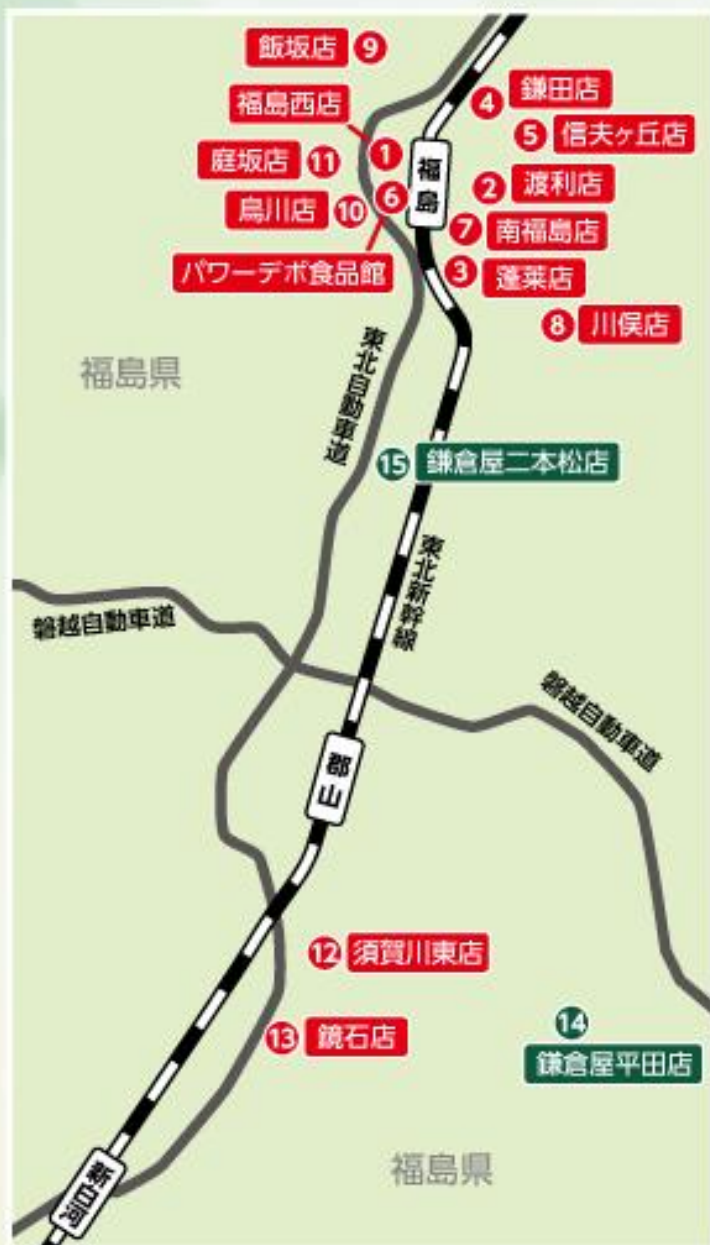 飯坂店 9
福島西店
4 鎌田店
5 信夫ヶ丘店
庭坂店 11
1
福島
6
2 渡利店
鳥川店 10
7 南福島店
パワーデポ食品館
3 蓬莱店
8 川俣店
福島県
東北自動車道
15 鎌倉屋二本松店
東北新幹線
磐越自動車道
磐越自動車道
郡山
12 須賀川東店
13 鏡石店
14
鎌倉屋平田店
福島県
新白河